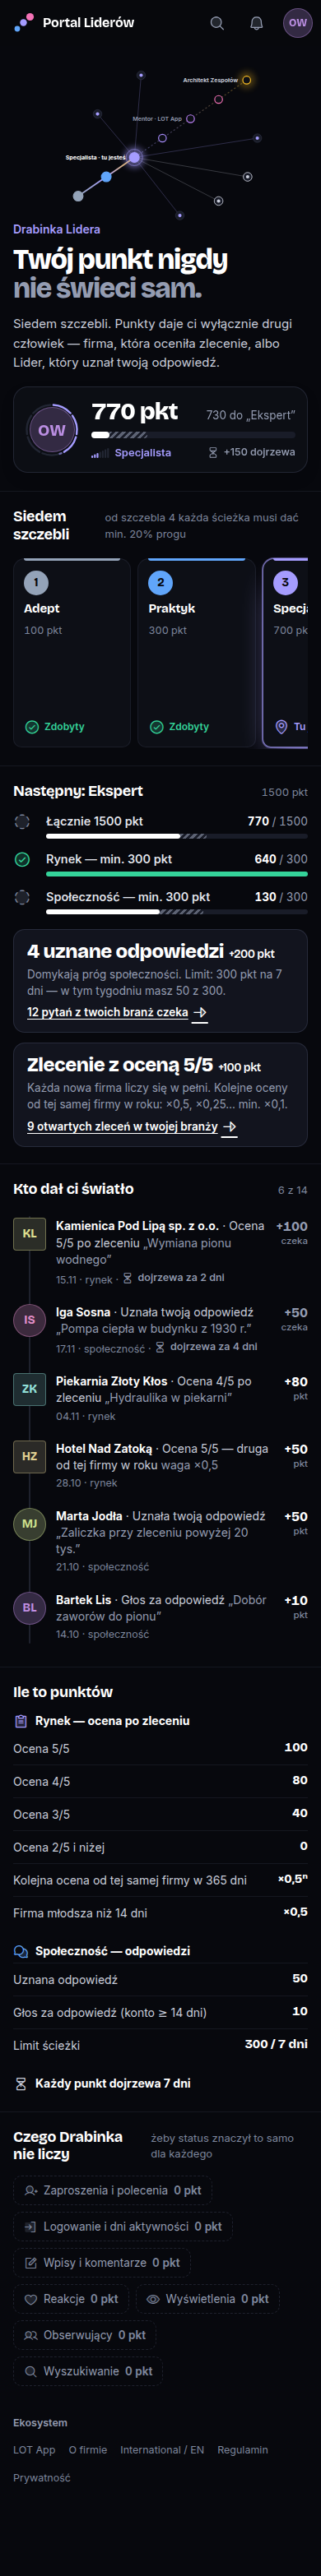 Portal Liderów
OW
Architekt Zespołów
Mentor · LOT App
Specjalista · tu jesteś
Drabinka Lidera
Twój punkt nigdy
nie świeci sam.
Siedem szczebli. Punkty daje ci wyłącznie drugi
człowiek — firma, która oceniła zlecenie, albo
Lider, który uznał twoją odpowiedź.
OW
770 pkt
730 do „Ekspert”
Specjalista
+150 dojrzewa
Siedem
szczebli
od szczebla 4 każda ścieżka musi dać
min. 20% progu
1
Adept
100 pkt
Zdobyty
2
Praktyk
300 pkt
Zdobyty
3
Specja
700 pk
Tu
Następny: Ekspert
1500 pkt
Łącznie 1500 pkt
770 / 1500
Rynek — min. 300 pkt
640 / 300
Społeczność — min. 300 pkt
130 / 300
4 uznane odpowiedzi +200 pkt
Domykają próg społeczności. Limit: 300 pkt na 7
dni — w tym tygodniu masz 50 z 300.
12 pytań z twoich branż czeka →
Zlecenie z oceną 5/5 +100 pkt
Każda nowa firma liczy się w pełni. Kolejne oceny
od tej samej firmy w roku: ×0,5, ×0,25… min. ×0,1.
9 otwartych zleceń w twojej branży →
Kto dał ci światło
6 z 14
KL
Kamienica Pod Lipą sp. z o.o. · Ocena
5/5 po zleceniu „Wymiana pionu
wodnego”
15.11 · rynek · dojrzewa za 2 dni
+100
czeka
IS
Iga Sosna · Uznała twoją odpowiedź
„Pompa ciepła w budynku z 1930 r.”
17.11 · społeczność · dojrzewa za 4 dni
+50
czeka
ZK
Piekarnia Złoty Kłos · Ocena 4/5 po
zleceniu „Hydraulika w piekarni”
04.11 · rynek
+80
pkt
HZ
Hotel Nad Zatoką · Ocena 5/5 — druga
od tej firmy w roku waga ×0,5
28.10 · rynek
+50
pkt
MJ
Marta Jodła · Uznała twoją odpowiedź
„Zaliczka przy zleceniu powyżej 20
tys.”
21.10 · społeczność
+50
pkt
BL
Bartek Lis · Głos za odpowiedź „Dobór
zaworów do pionu”
14.10 · społeczność
+10
pkt
Ile to punktów
Rynek — ocena po zleceniu
Ocena 5/5
100
Ocena 4/5
80
Ocena 3/5
40
Ocena 2/5 i niżej
0
Kolejna ocena od tej samej firmy w 365 dni
×0,5ⁿ
Firma młodsza niż 14 dni
×0,5
Społeczność — odpowiedzi
Uznana odpowiedź
50
Głos za odpowiedź (konto ≥ 14 dni)
10
Limit ścieżki
300 / 7 dni
Każdy punkt dojrzewa 7 dni
Czego Drabinka
nie liczy
żeby status znaczył to samo
dla każdego
Zaproszenia i polecenia 0 pkt
Logowanie i dni aktywności 0 pkt
Wpisy i komentarze 0 pkt
Reakcje 0 pkt
Wyświetlenia 0 pkt
Obserwujący 0 pkt
Wyszukiwanie 0 pkt
Ekosystem
LOT App O firmie International / EN Regulamin
Prywatność